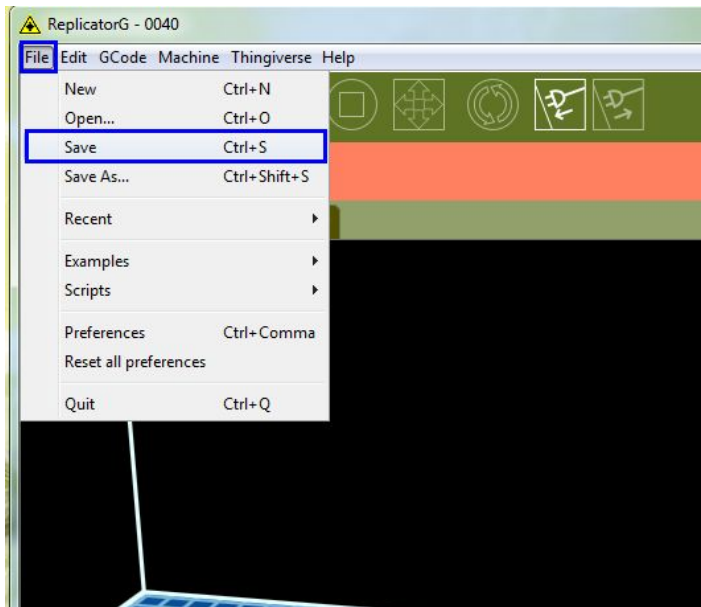 ReplicatorG - 0040
File Edit GCode Machine Thingiverse Help
New Ctrl+N
Open... Ctrl+O
Save Ctrl+S
Save As... Ctrl+Shift+S
Recent
Examples
Scripts
Preferences Ctrl+Comma
Reset all preferences
Quit Ctrl+Q